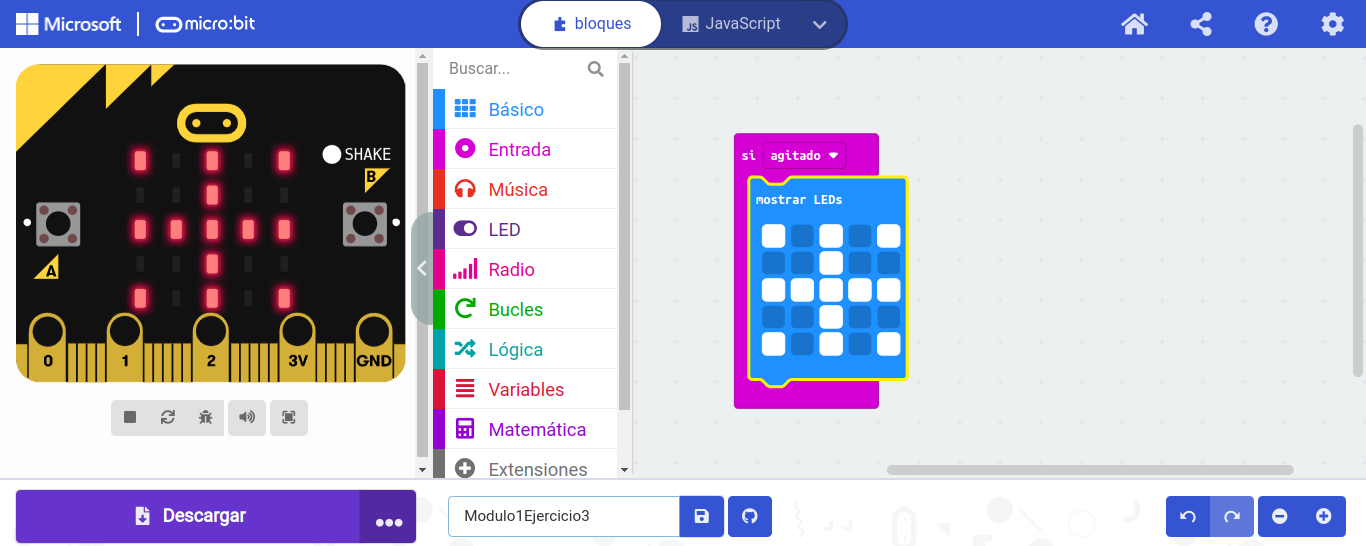 Microsoft micro:bit bloques JavaScript
Buscar...
Básico
Entrada
Música
LED
Radio
Bucles
Lógica
Variables
Matemática
Extensiones
SHAKE
B
A
0 1 2 3V GND
si agitado
mostrar LEDs
Descargar
Modulo1Ejercicio3